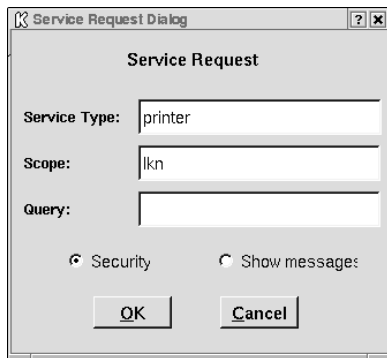 Service Request Dialog
Service Request
Service Type: printer
Scope: lkn
Query:
Security Show messages
OK Cancel